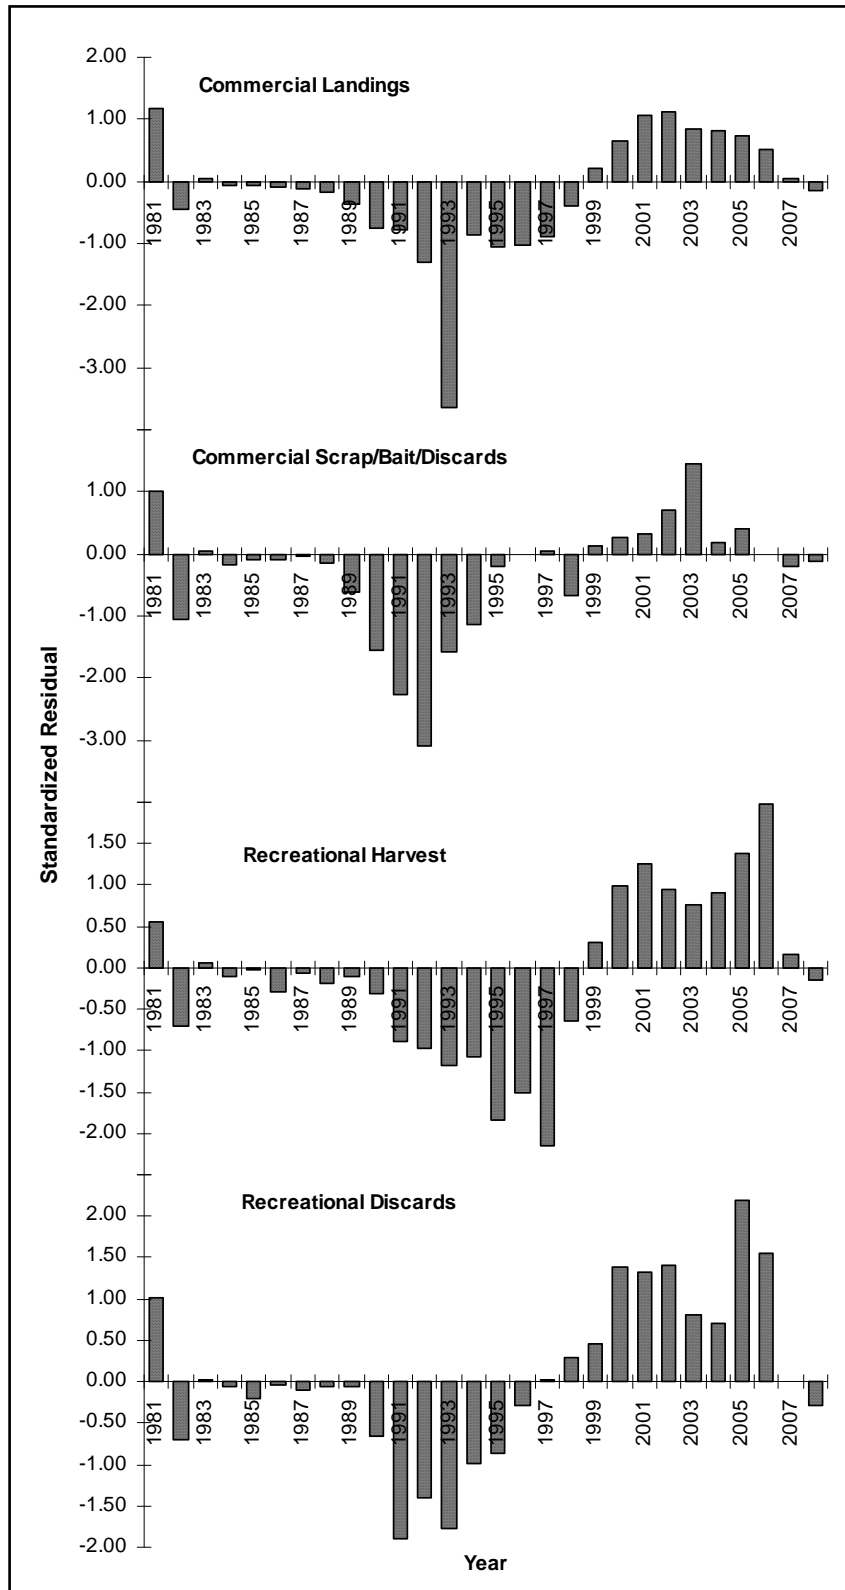 2.00
Commercial Landings
1.00
0.00
1981 1983 1985 1987 1989 1991 1993 1995 1997 1999 2001 2003 2005 2007
-1.00
-2.00
-3.00
Commercial Scrap/Bait/Discards
1.00
0.00
1981 1983 1985 1987 1989 1991 1993 1995 1997 1999 2001 2003 2005 2007
-1.00
-2.00
-3.00
Standardized Residual
1.50
Recreational Harvest
1.00
0.50
0.00
1981 1983 1985 1987 1989 1991 1993 1995 1997 1999 2001 2003 2005 2007
-0.50
-1.00
-1.50
-2.00
Recreational Discards
2.00
1.50
1.00
0.50
0.00
1981 1983 1985 1987 1989 1991 1993 1995 1997 1999 2001 2003 2005 2007
-0.50
-1.00
-1.50
-2.00
Year